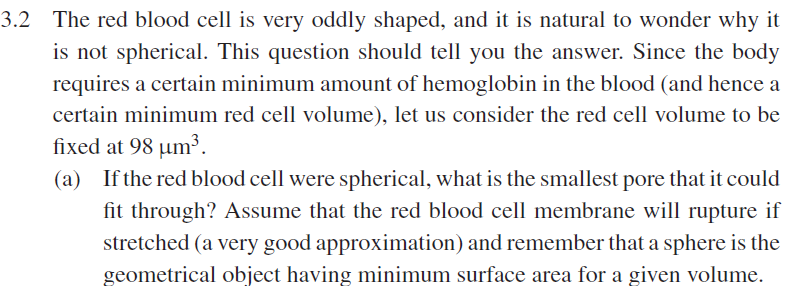 3.2 The red blood cell is very oddly shaped, and it is natural to wonder why it
is not spherical. This question should tell you the answer. Since the body
requires a certain minimum amount of hemoglobin in the blood (and hence a
certain minimum red cell volume), let us consider the red cell volume to be
fixed at 98 μm³.
(a) If the red blood cell were spherical, what is the smallest pore that it could
fit through? Assume that the red blood cell membrane will rupture if
stretched (a very good approximation) and remember that a sphere is the
geometrical object having minimum surface area for a given volume.